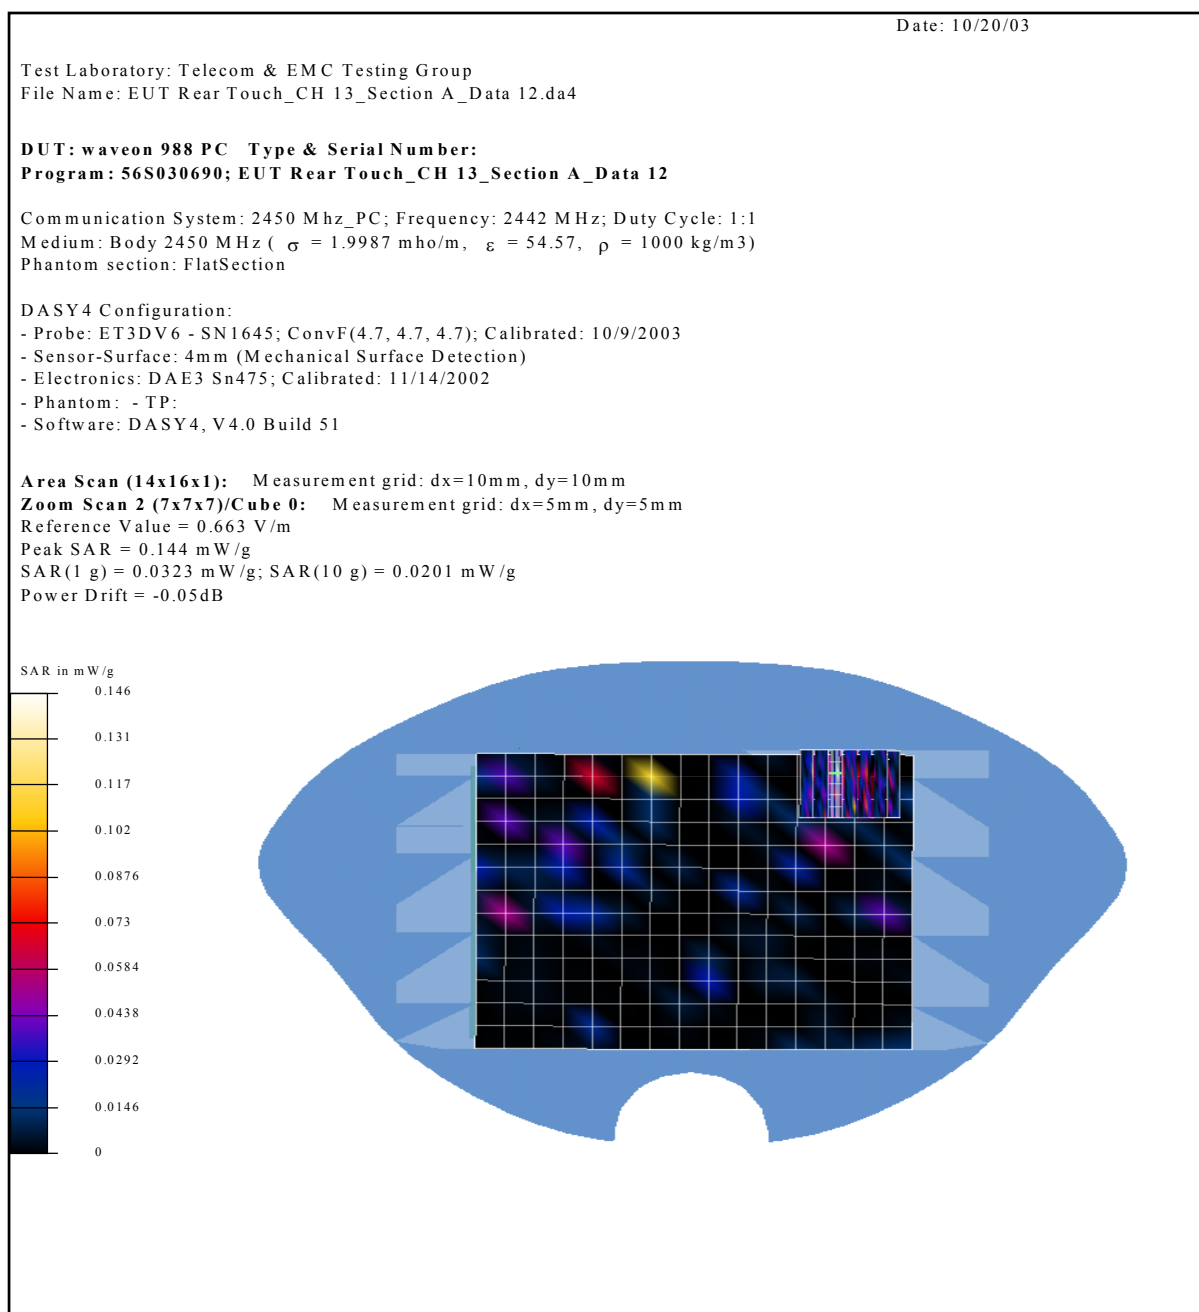 Date: 10/20/03
Test Laboratory: Telecom & EMC Testing Group
File Name: EUT Rear Touch_CH 13_Section A_Data 12.da4
DUT: waveon 988 PC   Type & Serial Number:
Program: 56S030690; EUT Rear Touch_CH 13_Section A_Data 12
Communication System: 2450 Mhz_PC; Frequency: 2442 MHz; Duty Cycle: 1:1
Medium: Body 2450 MHz ( σ = 1.9987 mho/m, ε = 54.57, ρ = 1000 kg/m3)
Phantom section: FlatSection
DASY4 Configuration:
- Probe: ET3DV6 - SN1645; ConvF(4.7, 4.7, 4.7); Calibrated: 10/9/2003
- Sensor-Surface: 4mm (Mechanical Surface Detection)
- Electronics: DAE3 Sn475; Calibrated: 11/14/2002
- Phantom: - TP:
- Software: DASY4, V4.0 Build 51
Area Scan (14x16x1): Measurement grid: dx=10mm, dy=10mm
Zoom Scan 2 (7x7x7)/Cube 0: Measurement grid: dx=5mm, dy=5mm
Reference Value = 0.663 V/m
Peak SAR = 0.144 mW/g
SAR(1 g) = 0.0323 mW/g; SAR(10 g) = 0.0201 mW/g
Power Drift = -0.05dB
SAR in mW/g
0.146
0.131
0.117
0.102
0.0876
0.073
0.0584
0.0438
0.0292
0.0146
0